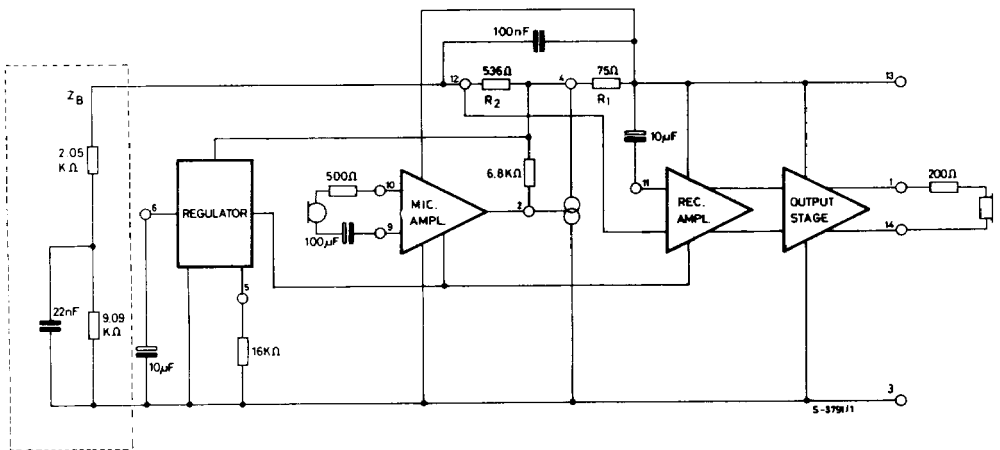 100nF
12
536Ω
R2
4
75Ω
R1
13
ZB
2.05
KΩ
10µF
6.8KΩ
500Ω
10
11
1
200Ω
6
REGULATOR
MIC.
AMPL.
2
REC.
AMPL.
OUTPUT
STAGE
100µF
9
14
5
22nF
9.09
KΩ
10µF
16KΩ
3
S-3791/1